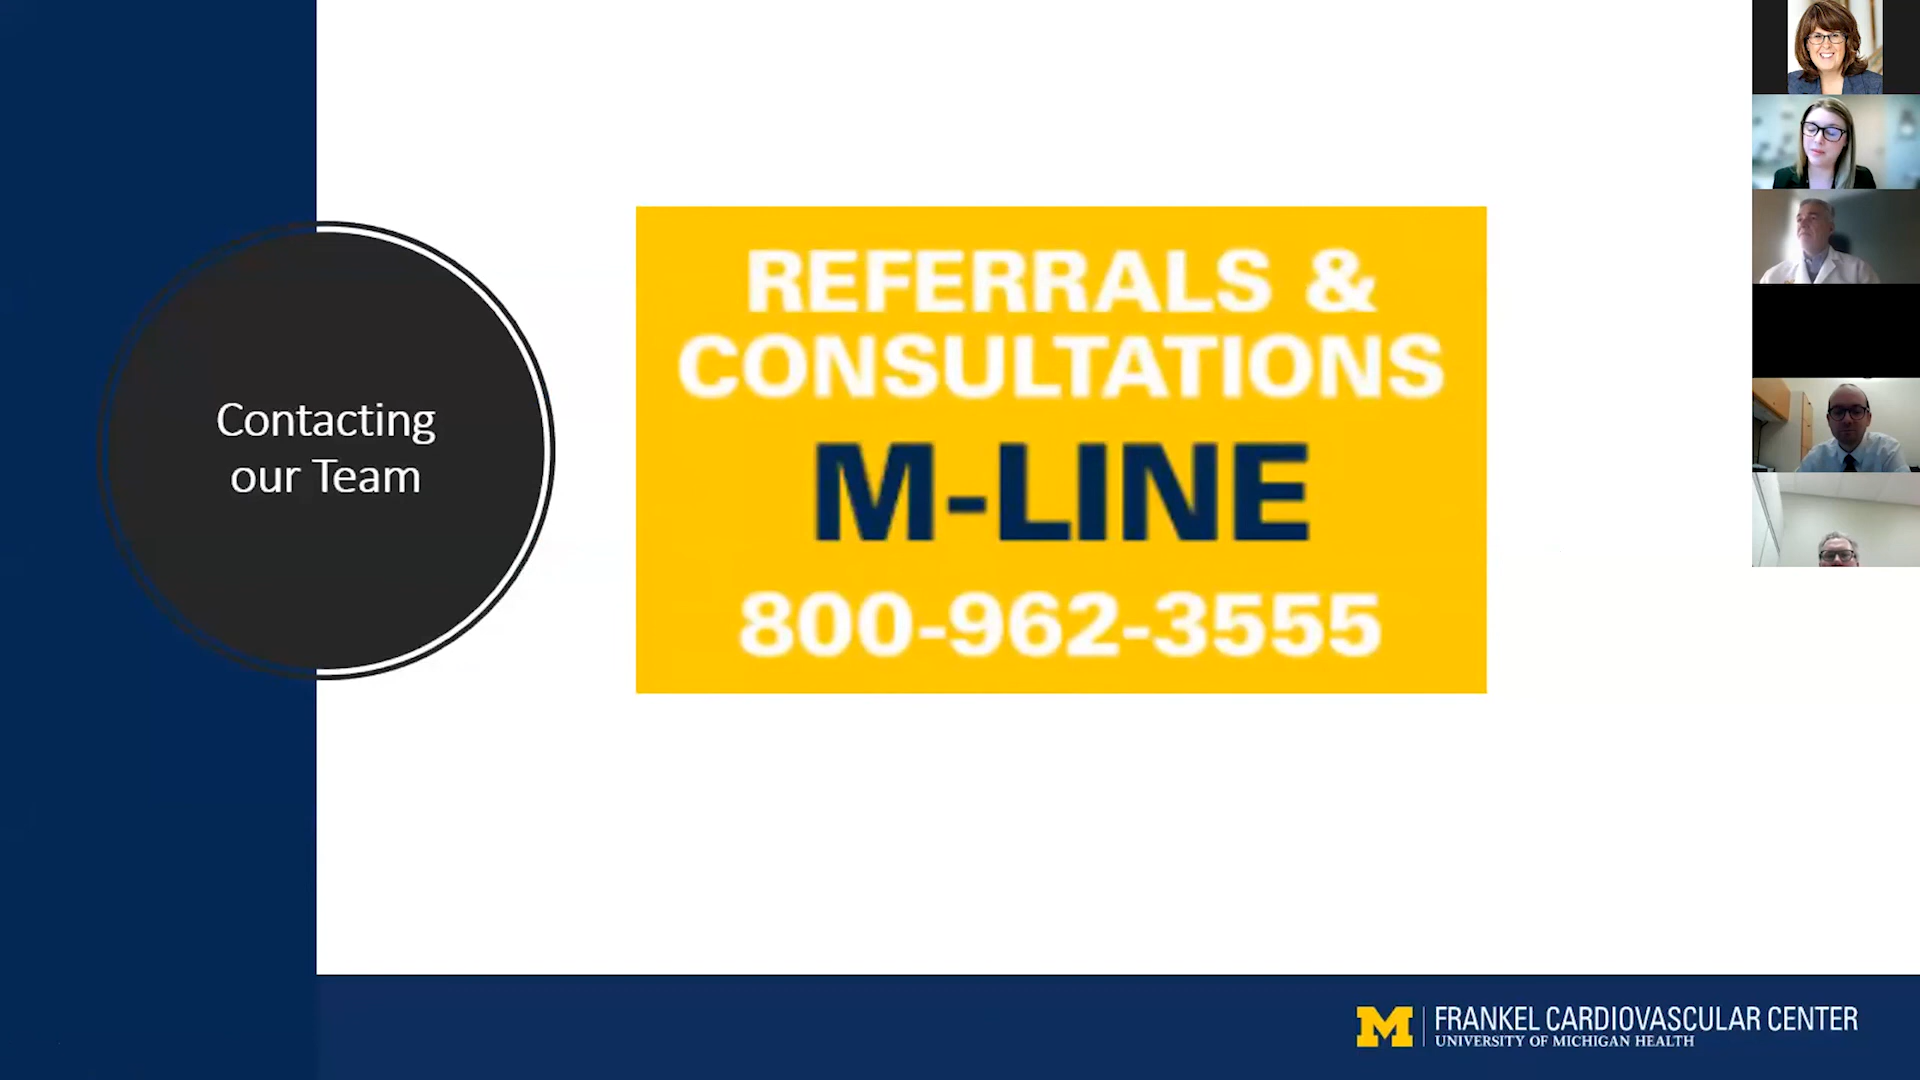 Contacting
our Team
REFERRALS &
CONSULTATIONS
M-LINE
800-962-3555
M
FRANKEL CARDIOVASCULAR CENTER
UNIVERSITY OF MICHIGAN HEALTH